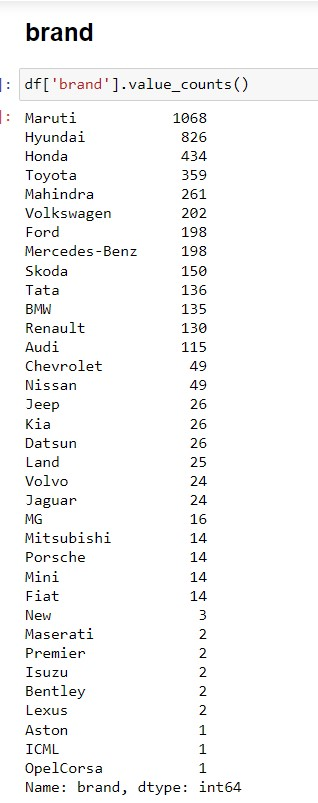 brand
]: df['brand'].value_counts()
]: Maruti 1068
Hyundai 826
Honda 434
Toyota 359
Mahindra 261
Volkswagen 202
Ford 198
Mercedes-Benz 198
Skoda 150
Tata 136
BMW 135
Renault 130
Audi 115
Chevrolet 49
Nissan 49
Jeep 26
Kia 26
Datsun 26
Land 25
Volvo 24
Jaguar 24
MG 16
Mitsubishi 14
Porsche 14
Mini 14
Fiat 14
New 3
Maserati 2
Premier 2
Isuzu 2
Bentley 2
Lexus 2
Aston 1
ICML 1
OpelCorsa 1
Name: brand, dtype: int64